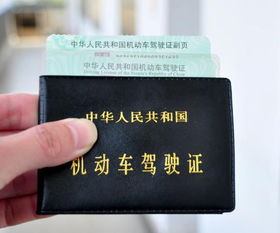 中华人民共和国机动车驾驶证副页
中华人民共和国机动车驾驶证
Driving License of the People's Republic of China
中华人民共和国
机动车驾驶证